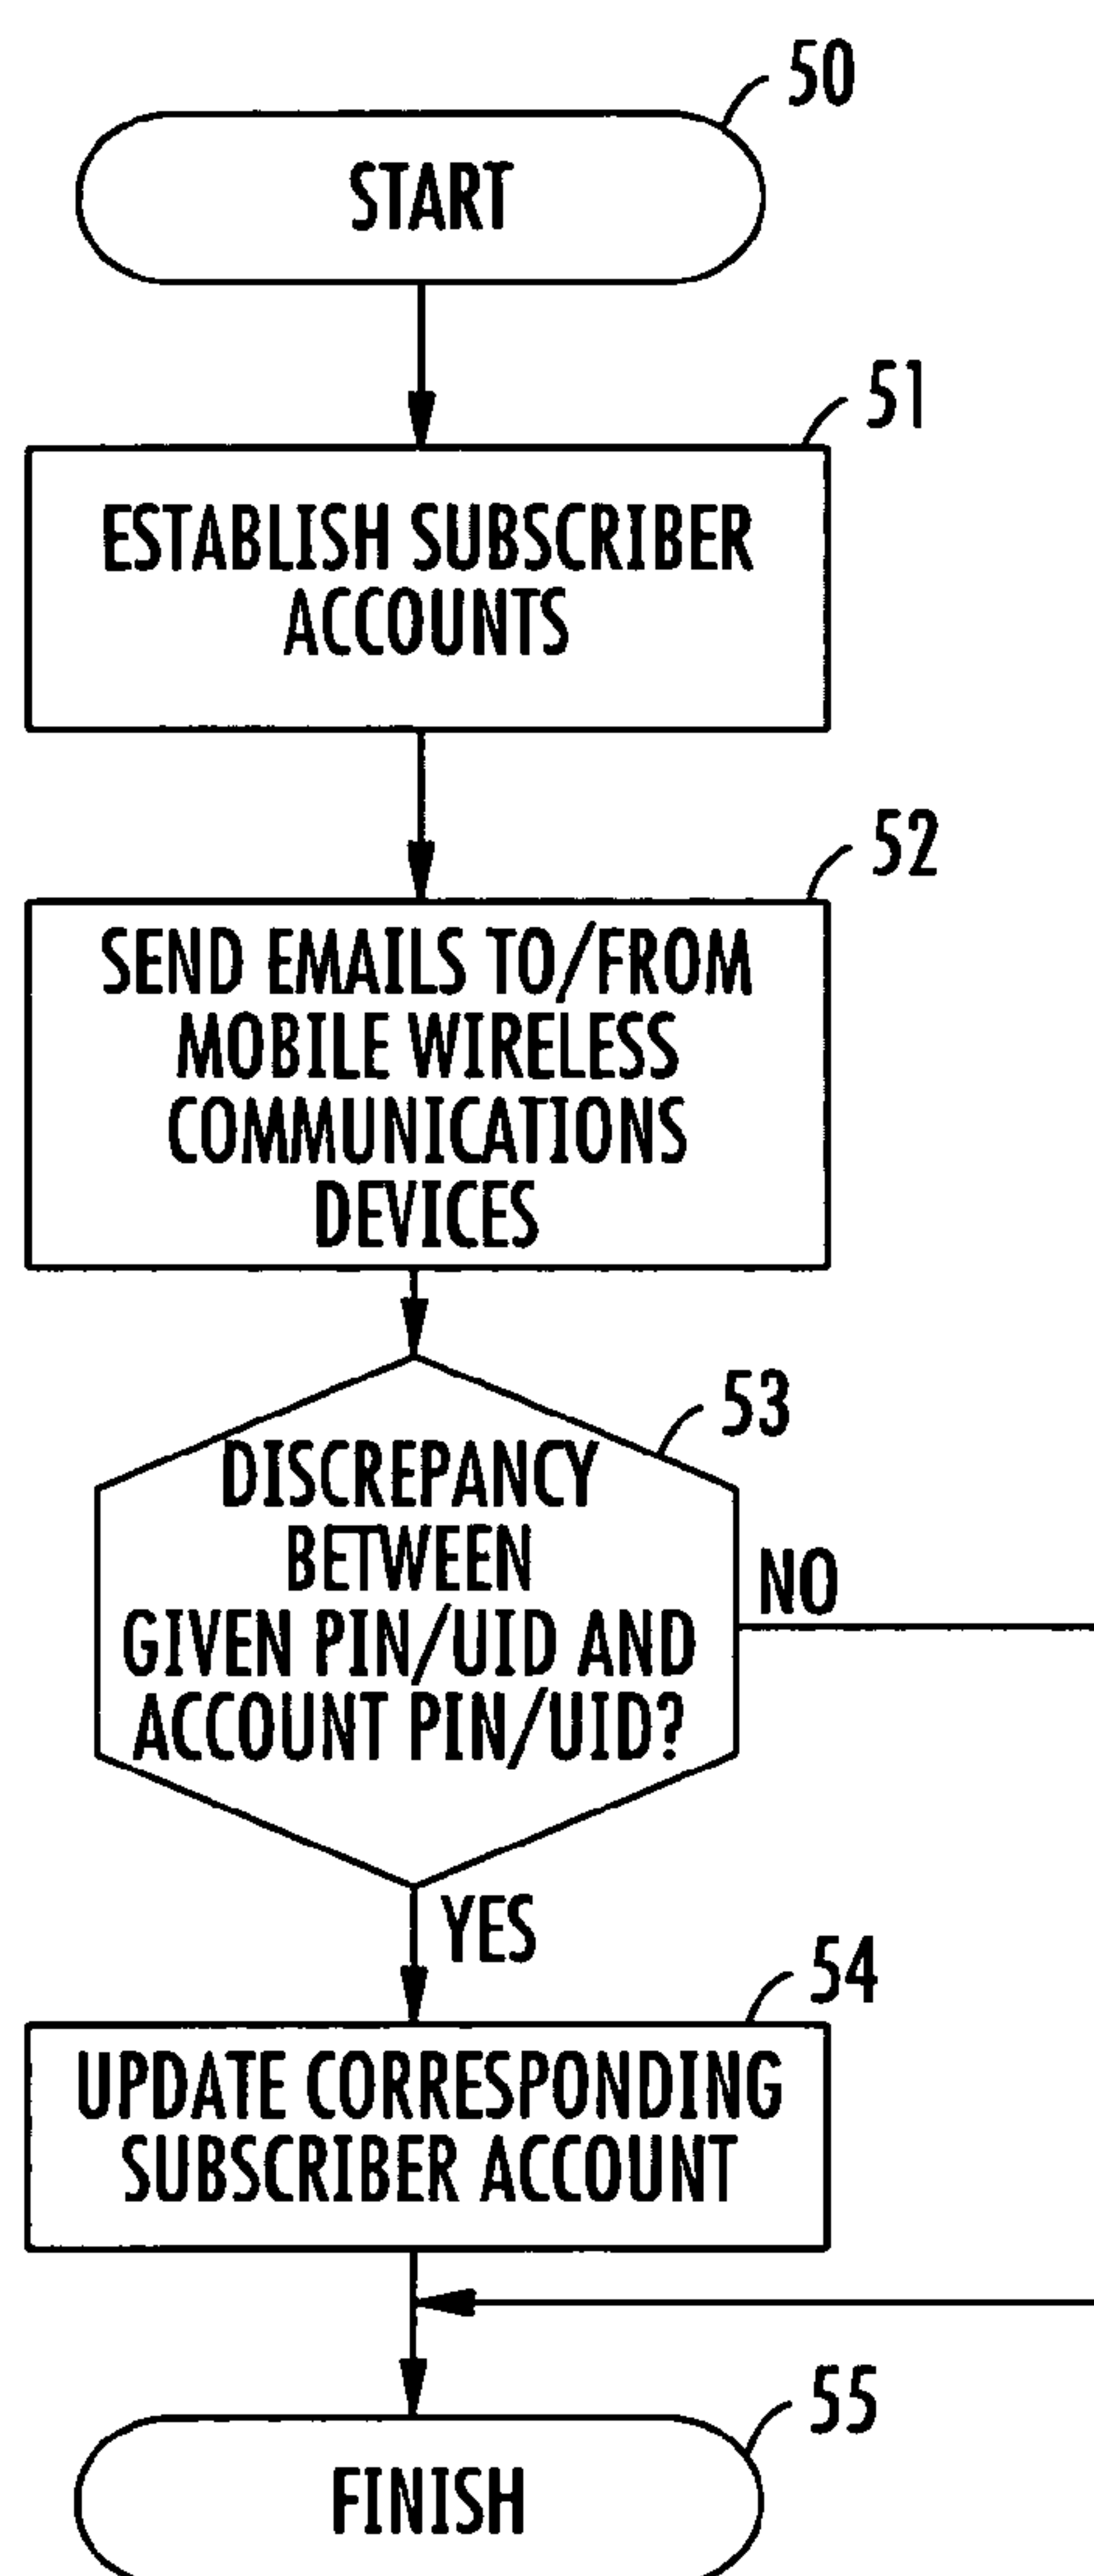 50
START
51
ESTABLISH SUBSCRIBER
ACCOUNTS
52
SEND EMAILS TO/FROM
MOBILE WIRELESS
COMMUNICATIONS
DEVICES
53
DISCREPANCY
BETWEEN
GIVEN PIN/UID AND
ACCOUNT PIN/UID?
NO
YES
54
UPDATE CORRESPONDING
SUBSCRIBER ACCOUNT
55
FINISH